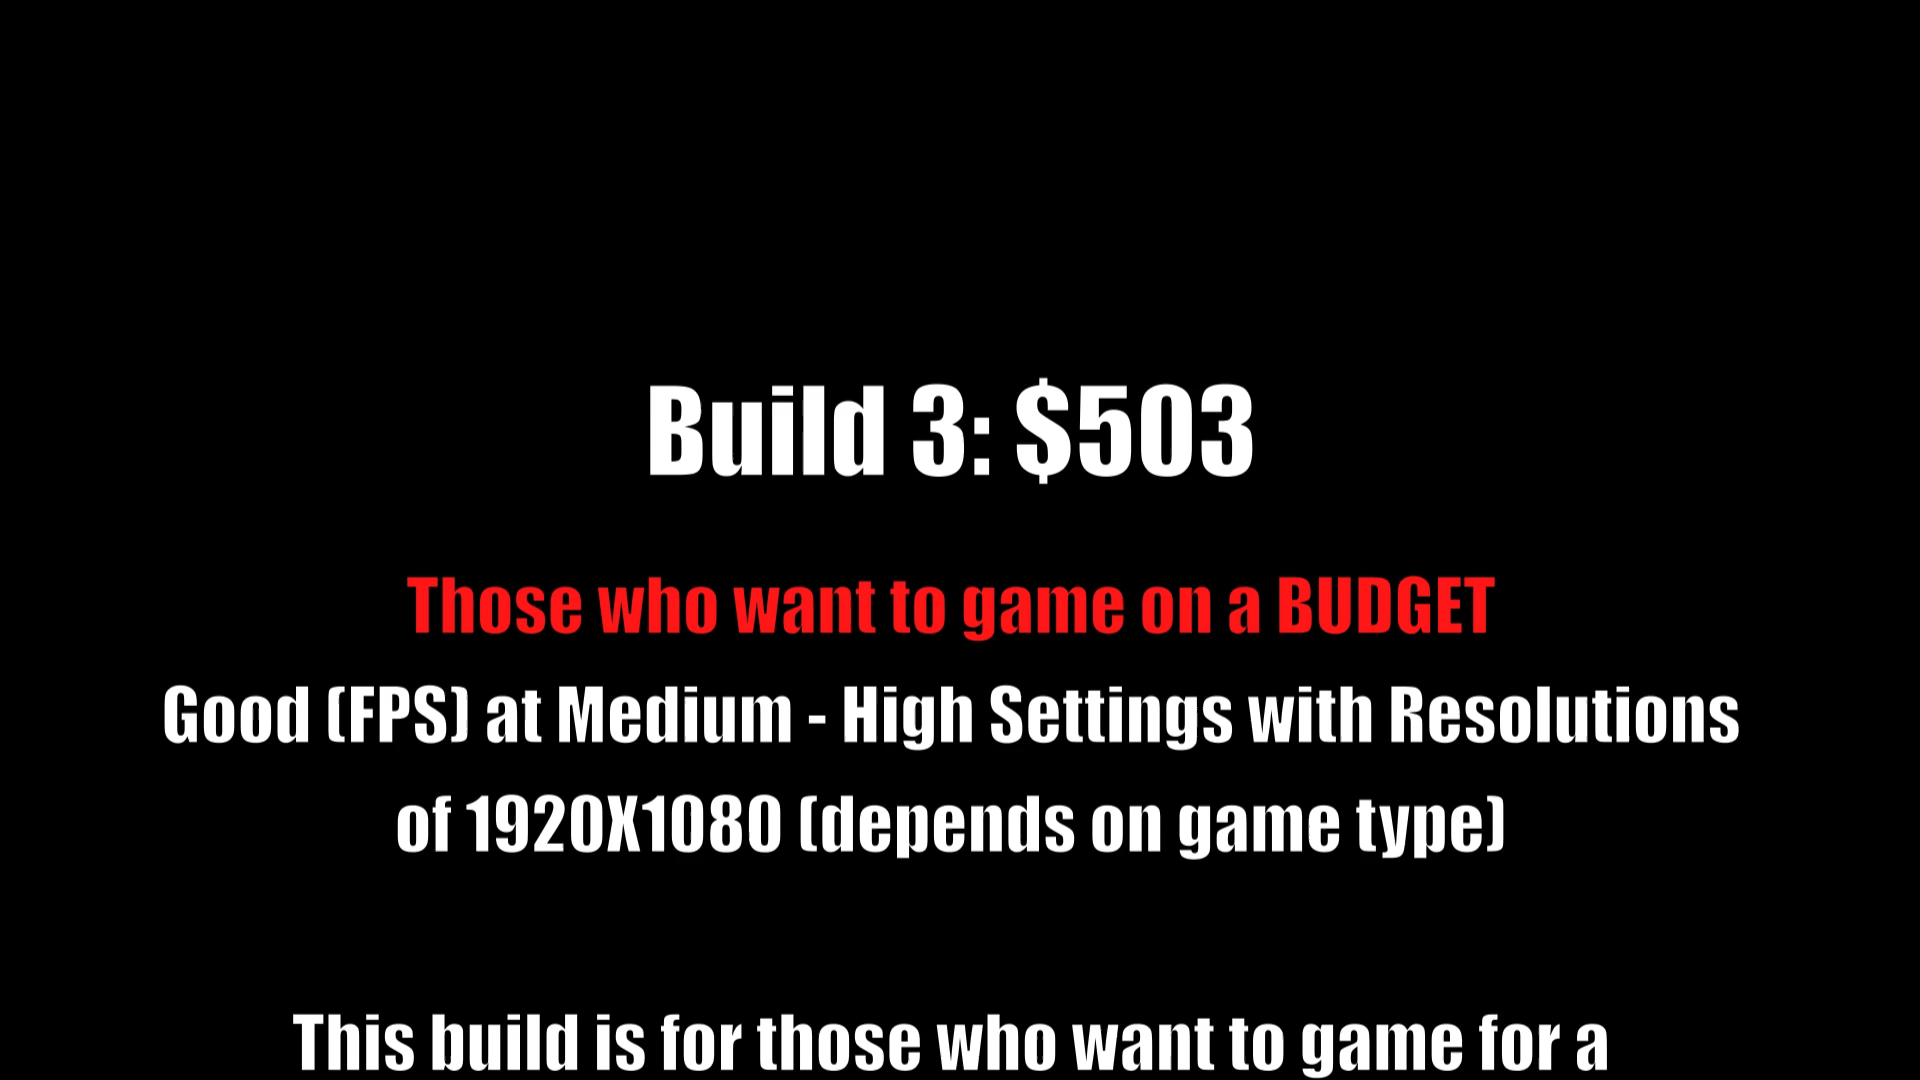 Build 3: $503
Those who want to game on a BUDGET
Good (FPS) at Medium - High Settings with Resolutions
of 1920X1080 (depends on game type)
This build is for those who want to game for a